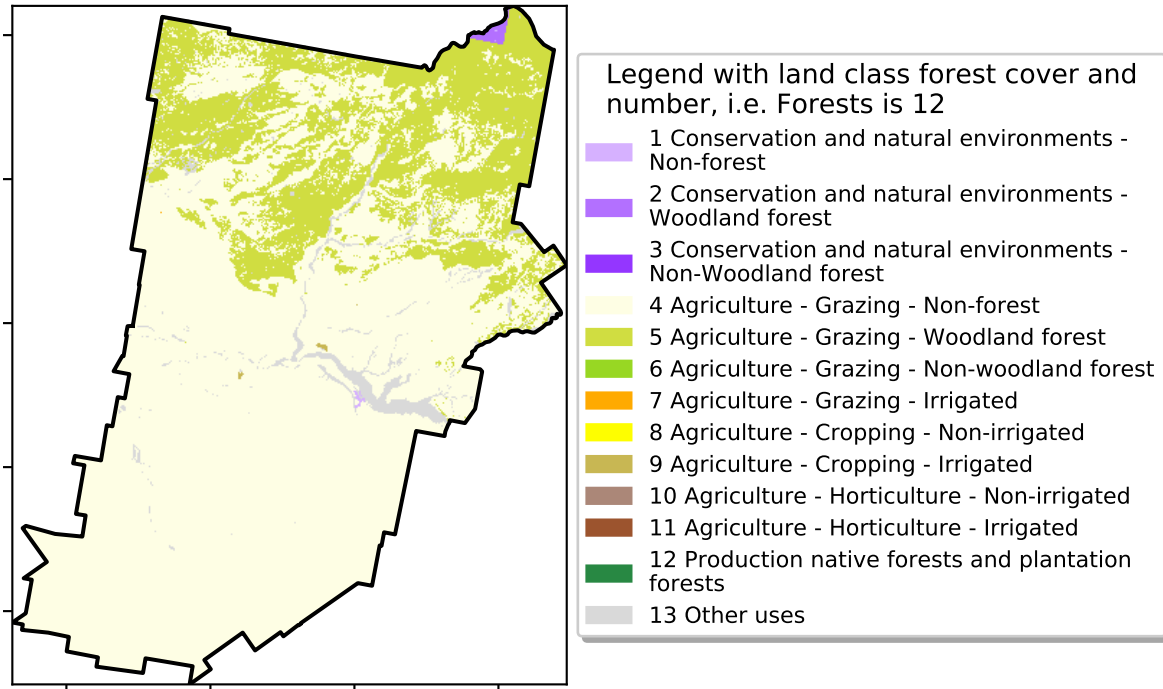 Legend with land class forest cover and
number, i.e. Forests is 12
1 Conservation and natural environments -
Non-forest
2 Conservation and natural environments -
Woodland forest
3 Conservation and natural environments -
Non-Woodland forest
4 Agriculture - Grazing - Non-forest
5 Agriculture - Grazing - Woodland forest
6 Agriculture - Grazing - Non-woodland forest
7 Agriculture - Grazing - Irrigated
8 Agriculture - Cropping - Non-irrigated
9 Agriculture - Cropping - Irrigated
10 Agriculture - Horticulture - Non-irrigated
11 Agriculture - Horticulture - Irrigated
12 Production native forests and plantation
forests
13 Other uses